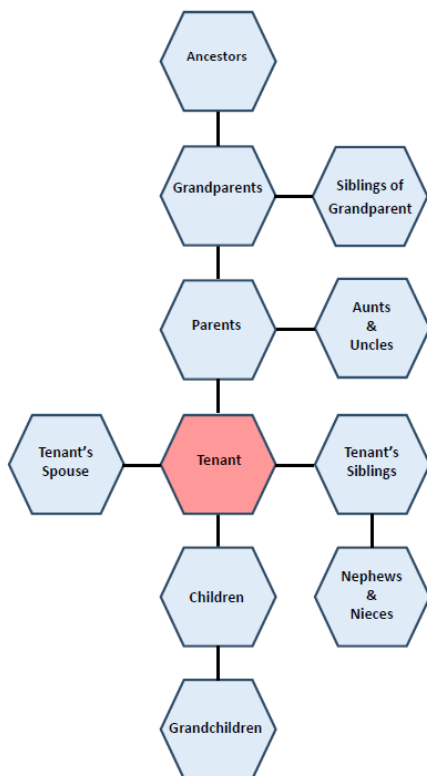 Ancestors
Grandparents
Siblings of
Grandparent
Parents
Aunts
&
Uncles
Tenant's
Spouse
Tenant
Tenant's
Siblings
Children
Nephews
&
Nieces
Grandchildren